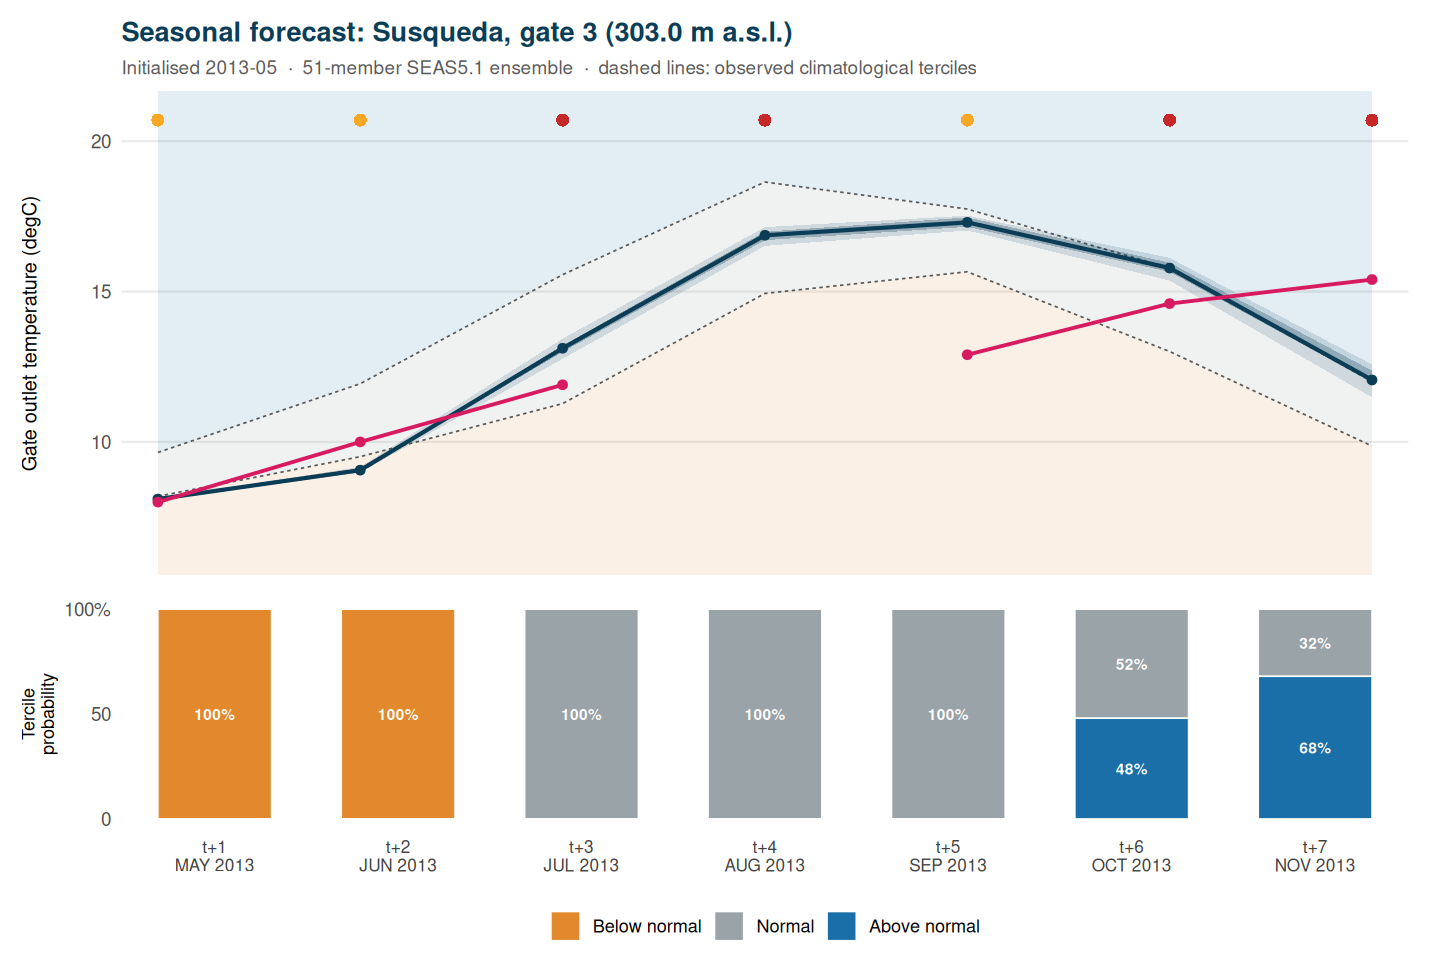 Seasonal forecast: Susqueda, gate 3 (303.0 m a.s.l.)
Initialised 2013-05 · 51-member SEAS5.1 ensemble · dashed lines: observed climatological terciles
Gate outlet temperature (degC)
20
15
10
Tercile
probability
100%
50
0
100%
100%
100%
100%
100%
52%
48%
32%
68%
t+1
MAY 2013
t+2
JUN 2013
t+3
JUL 2013
t+4
AUG 2013
t+5
SEP 2013
t+6
OCT 2013
t+7
NOV 2013
Below normal
Normal
Above normal